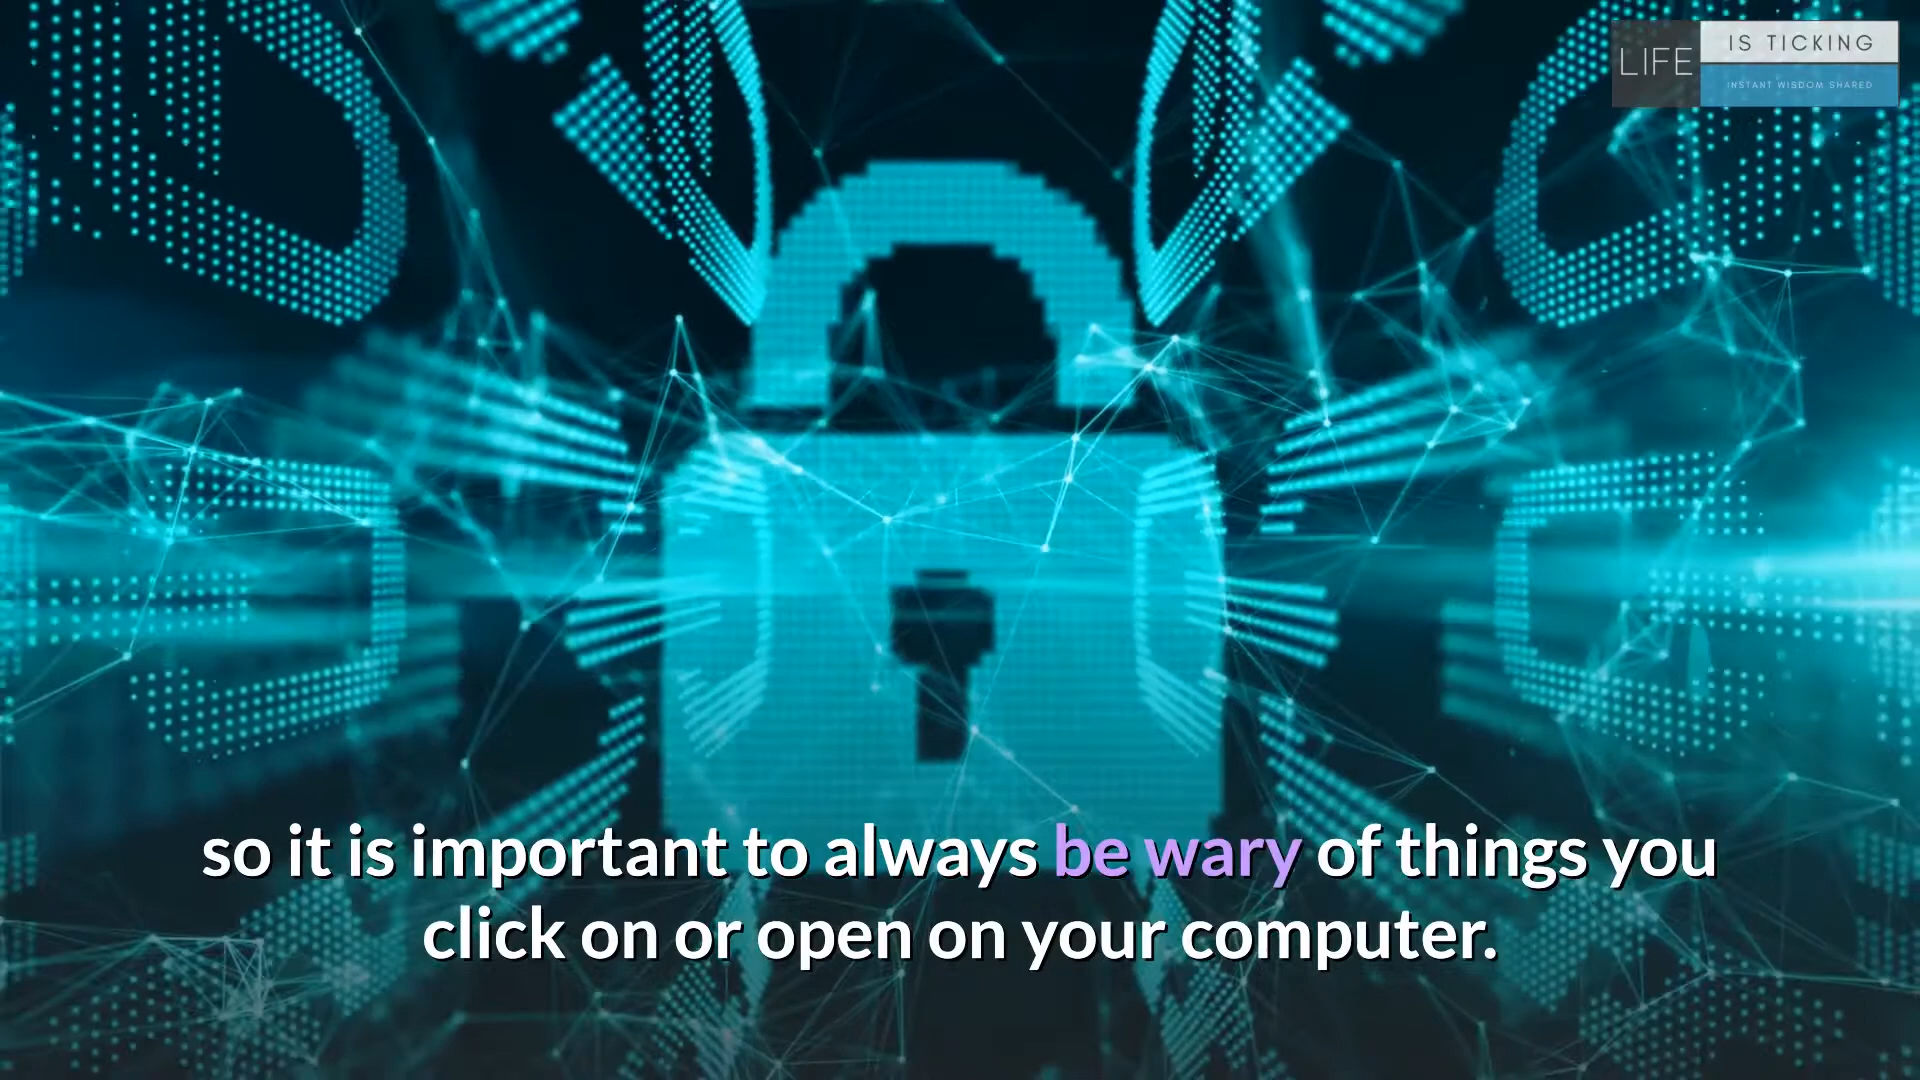 LIFE
IS TICKING
INSTANT WISDOM SHARED
so it is important to always be wary of things you
click on or open on your computer.